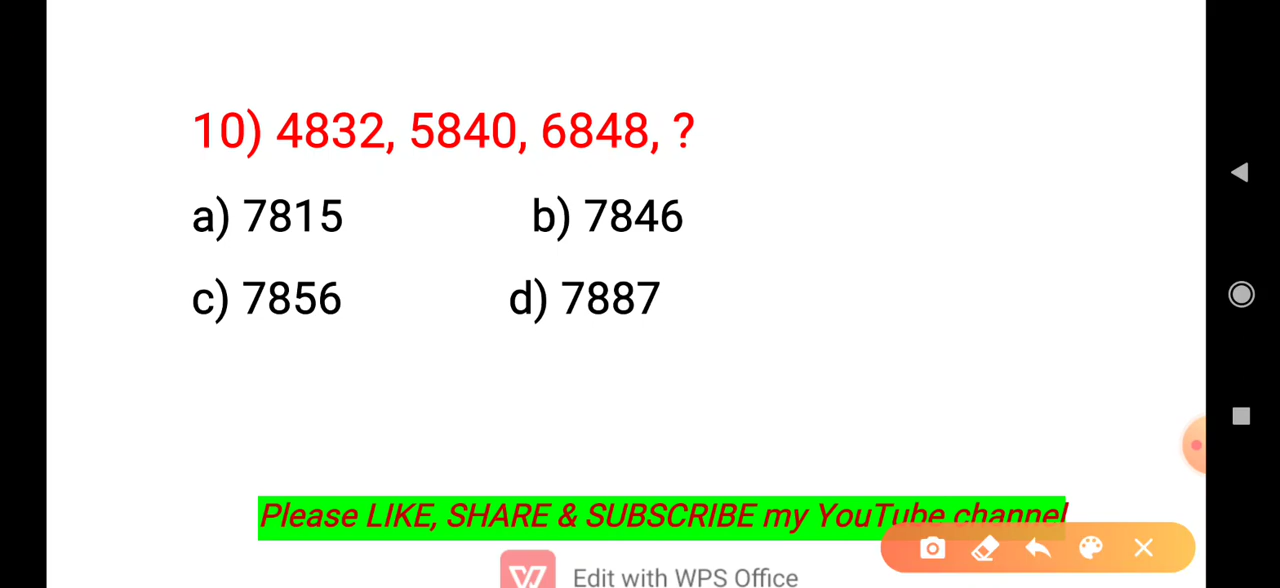 10) 4832, 5840, 6848, ?
a) 7815 b) 7846
c) 7856 d) 7887
Please LIKE, SHARE & SUBSCRIBE my YouTube channel
Edit with WPS Office